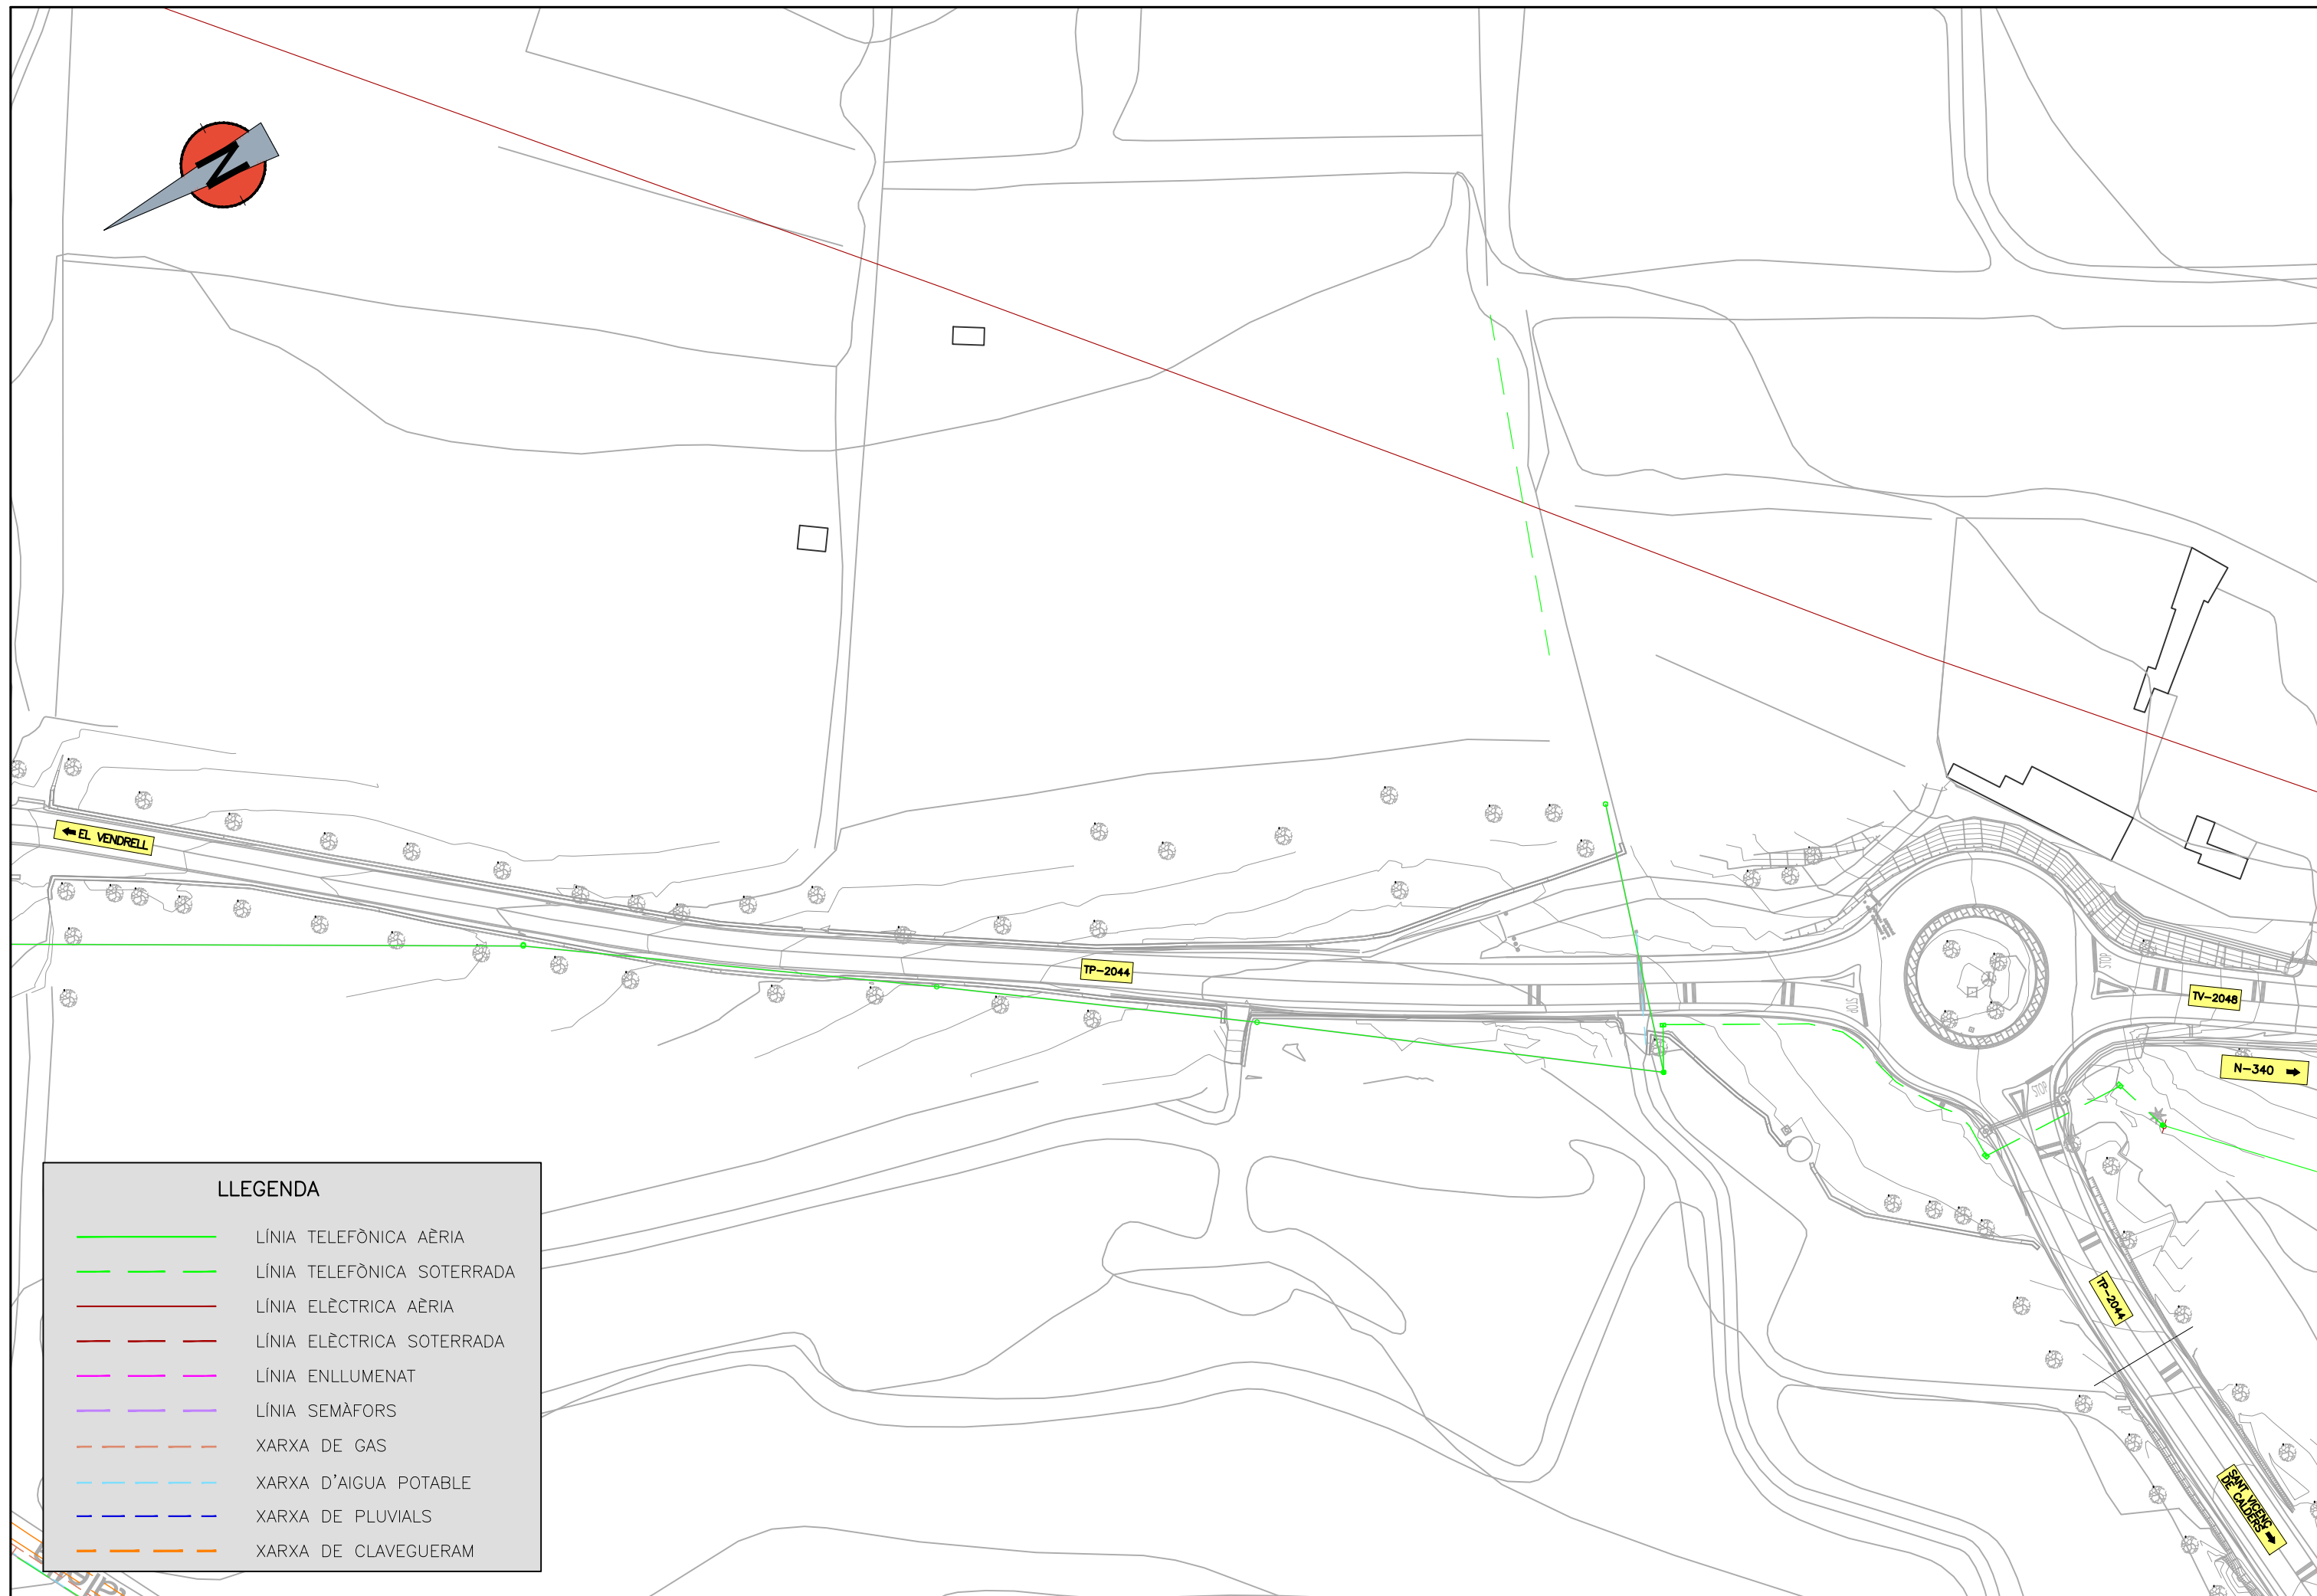 N
EL VENDRELL
TP-2044
STOP
STOP
TV-2048
N-340
STOP
TP-2044
SANT VICENÇ
DE CALDERS
LLEGENDA
LÍNIA TELEFÒNICA AÈRIA
LÍNIA TELEFÒNICA SOTERRADA
LÍNIA ELÈCTRICA AÈRIA
LÍNIA ELÈCTRICA SOTERRADA
LÍNIA ENLLUMENAT
LÍNIA SEMÀFORS
XARXA DE GAS
XARXA D'AIGUA POTABLE
XARXA DE PLUVIALS
XARXA DE CLAVEGUERAM